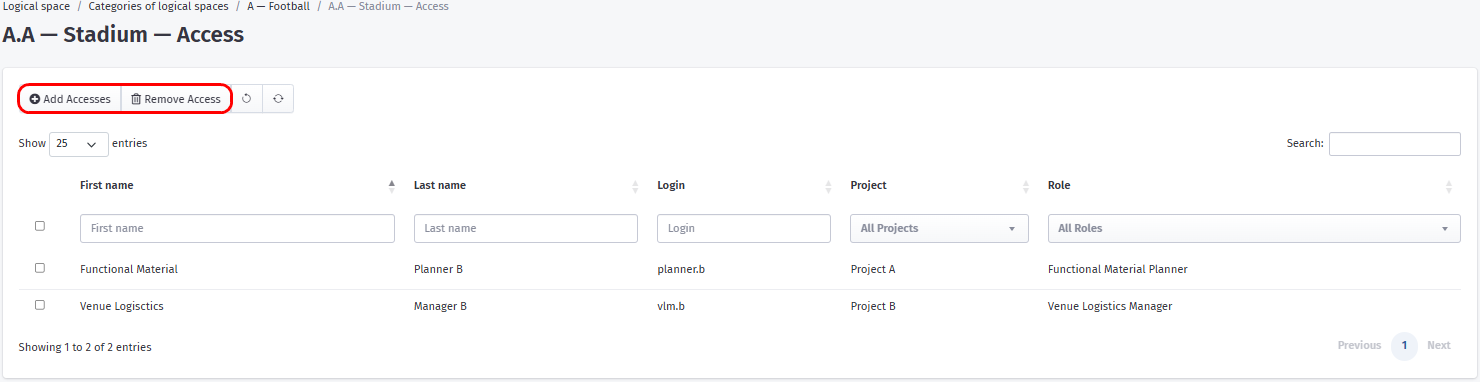 Logical space / Categories of logical spaces / A — Football / A.A — Stadium — Access
A.A — Stadium — Access
Add Accesses Remove Access
Show 25 entries Search:
First name Last name Login Project Role
First name Last name Login All Projects All Roles
Functional Material Planner B planner.b Project A Functional Material Planner
Venue Logisctics Manager B vlm.b Project B Venue Logistics Manager
Showing 1 to 2 of 2 entries Previous 1 Next